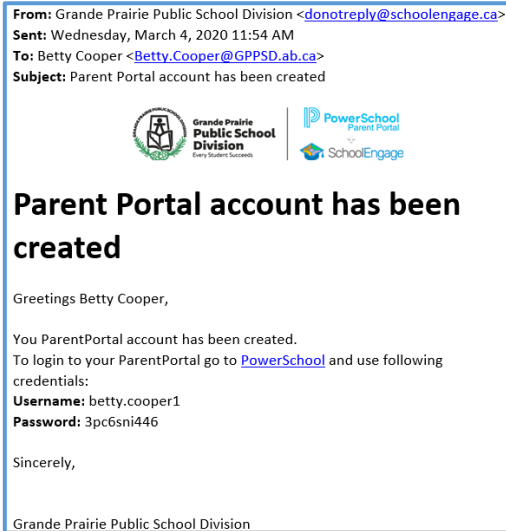 From: Grande Prairie Public School Division <donotreply@schoolengage.ca>
Sent: Wednesday, March 4, 2020 11:54 AM
To: Betty Cooper <Betty.Cooper@GPPSD.ab.ca>
Subject: Parent Portal account has been created
Grande Prairie
Public School
Division
Every Student Succeeds
PowerSchool
Parent Portal
SchoolEngage
Parent Portal account has been
created
Greetings Betty Cooper,
You ParentPortal account has been created.
To login to your ParentPortal go to PowerSchool and use following
credentials:
Username: betty.cooper1
Password: 3pc6sni446
Sincerely,
Grande Prairie Public School Division